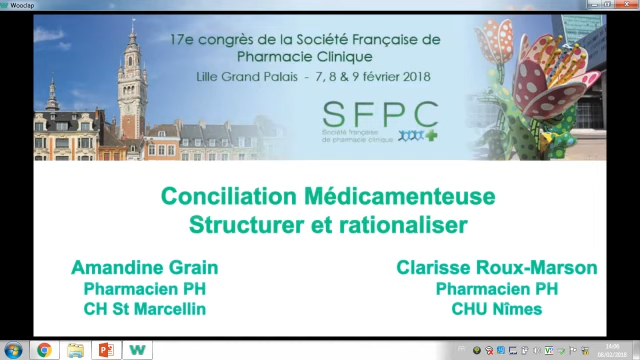 Wooclap
17e congrès de la Société Française de
Pharmacie Clinique
Lille Grand Palais - 7, 8 & 9 février 2018
SFPC
Société française
de pharmacie clinique
Conciliation Médicamenteuse
Structurer et rationaliser
Amandine Grain
Pharmacien PH
CH St Marcellin
Clarisse Roux-Marson
Pharmacien PH
CHU Nîmes
FR